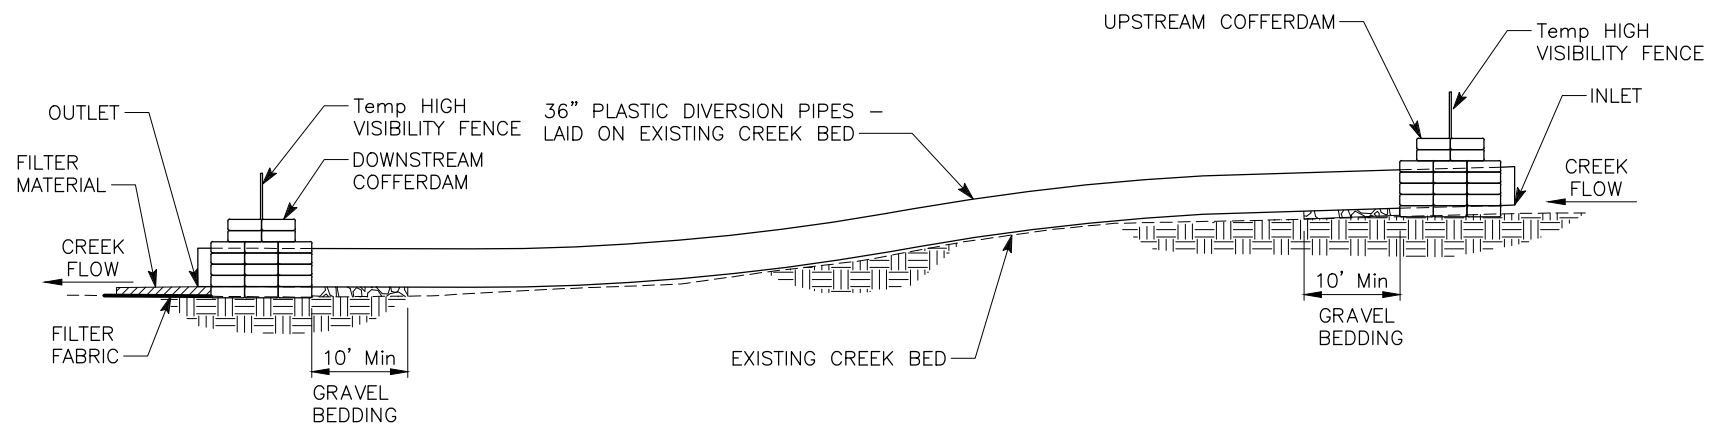 UPSTREAM COFFERDAM
Temp HIGH
VISIBILITY FENCE
INLET
CREEK
FLOW
36" PLASTIC DIVERSION PIPES –
LAID ON EXISTING CREEK BED
Temp HIGH
VISIBILITY FENCE
OUTLET
DOWNSTREAM
COFFERDAM
FILTER
MATERIAL
CREEK
FLOW
FILTER
FABRIC
10' Min
GRAVEL
BEDDING
EXISTING CREEK BED
10' Min
GRAVEL
BEDDING